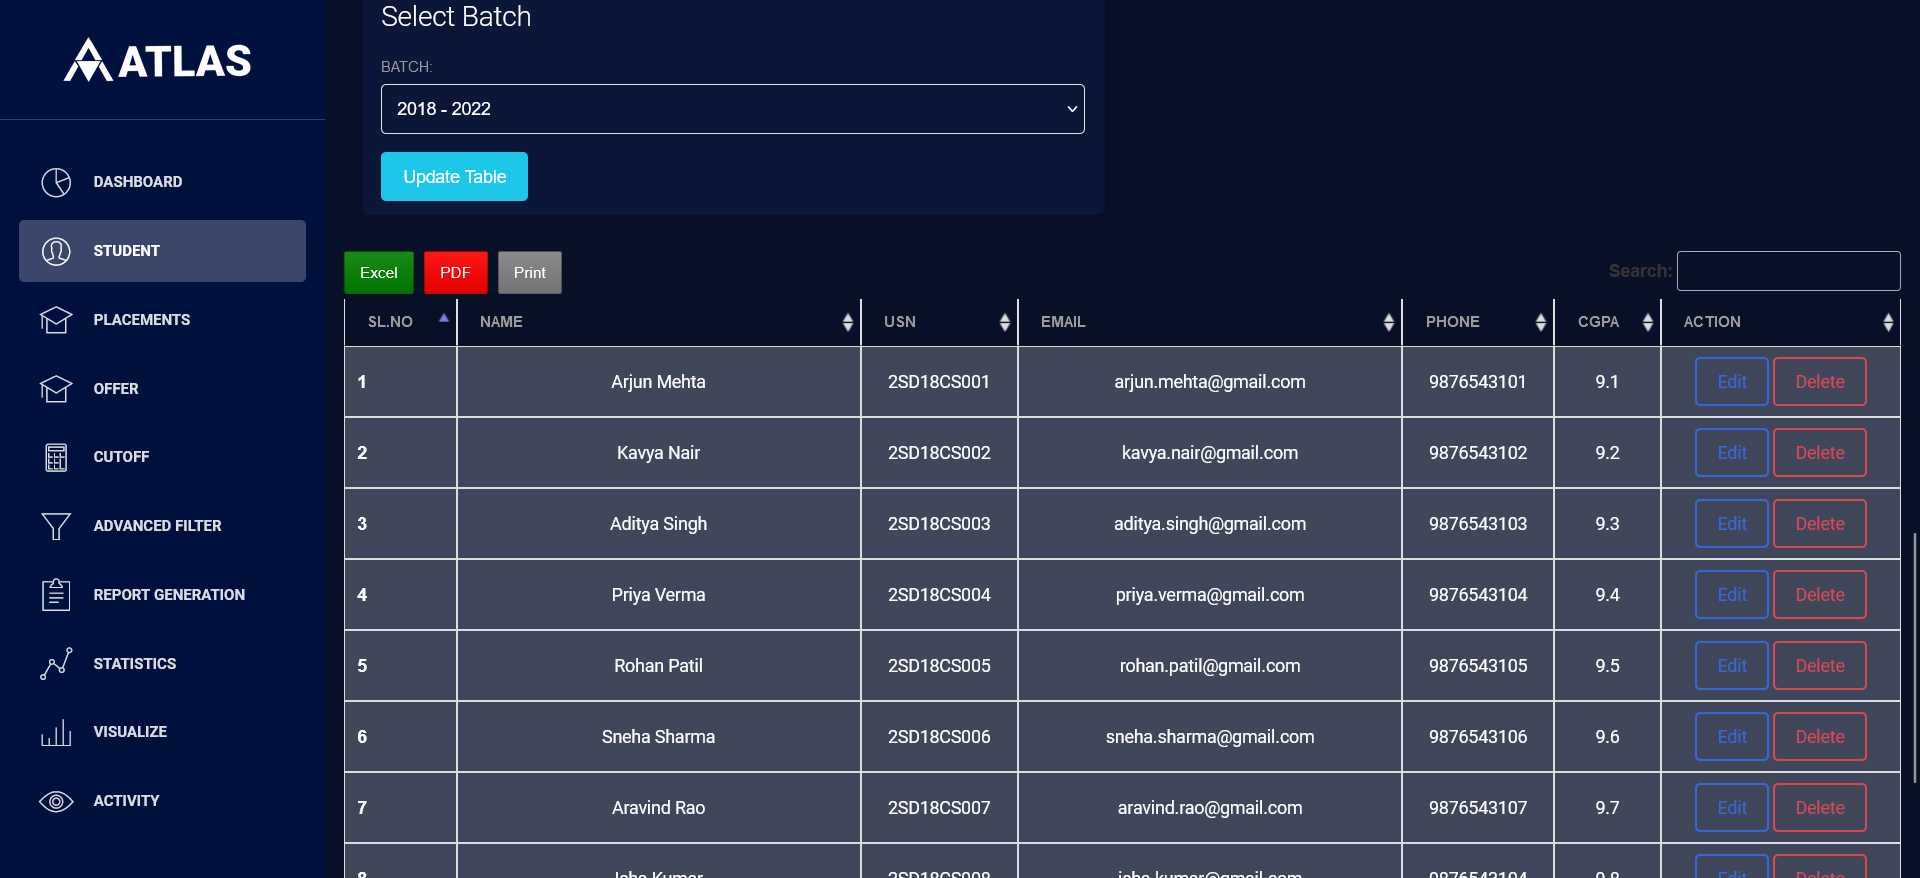 ATLAS
DASHBOARD
STUDENT
PLACEMENTS
OFFER
CUTOFF
ADVANCED FILTER
REPORT GENERATION
STATISTICS
VISUALIZE
ACTIVITY
Select Batch
BATCH:
2018 - 2022
Update Table
Excel PDF Print Search:
SL.NO NAME USN EMAIL PHONE CGPA ACTION
1 Arjun Mehta 2SD18CS001 arjun.mehta@gmail.com 9876543101 9.1 Edit Delete
2 Kavya Nair 2SD18CS002 kavya.nair@gmail.com 9876543102 9.2 Edit Delete
3 Aditya Singh 2SD18CS003 aditya.singh@gmail.com 9876543103 9.3 Edit Delete
4 Priya Verma 2SD18CS004 priya.verma@gmail.com 9876543104 9.4 Edit Delete
5 Rohan Patil 2SD18CS005 rohan.patil@gmail.com 9876543105 9.5 Edit Delete
6 Sneha Sharma 2SD18CS006 sneha.sharma@gmail.com 9876543106 9.6 Edit Delete
7 Aravind Rao 2SD18CS007 aravind.rao@gmail.com 9876543107 9.7 Edit Delete
8 2SD18CS008 9.8 Edit Delete